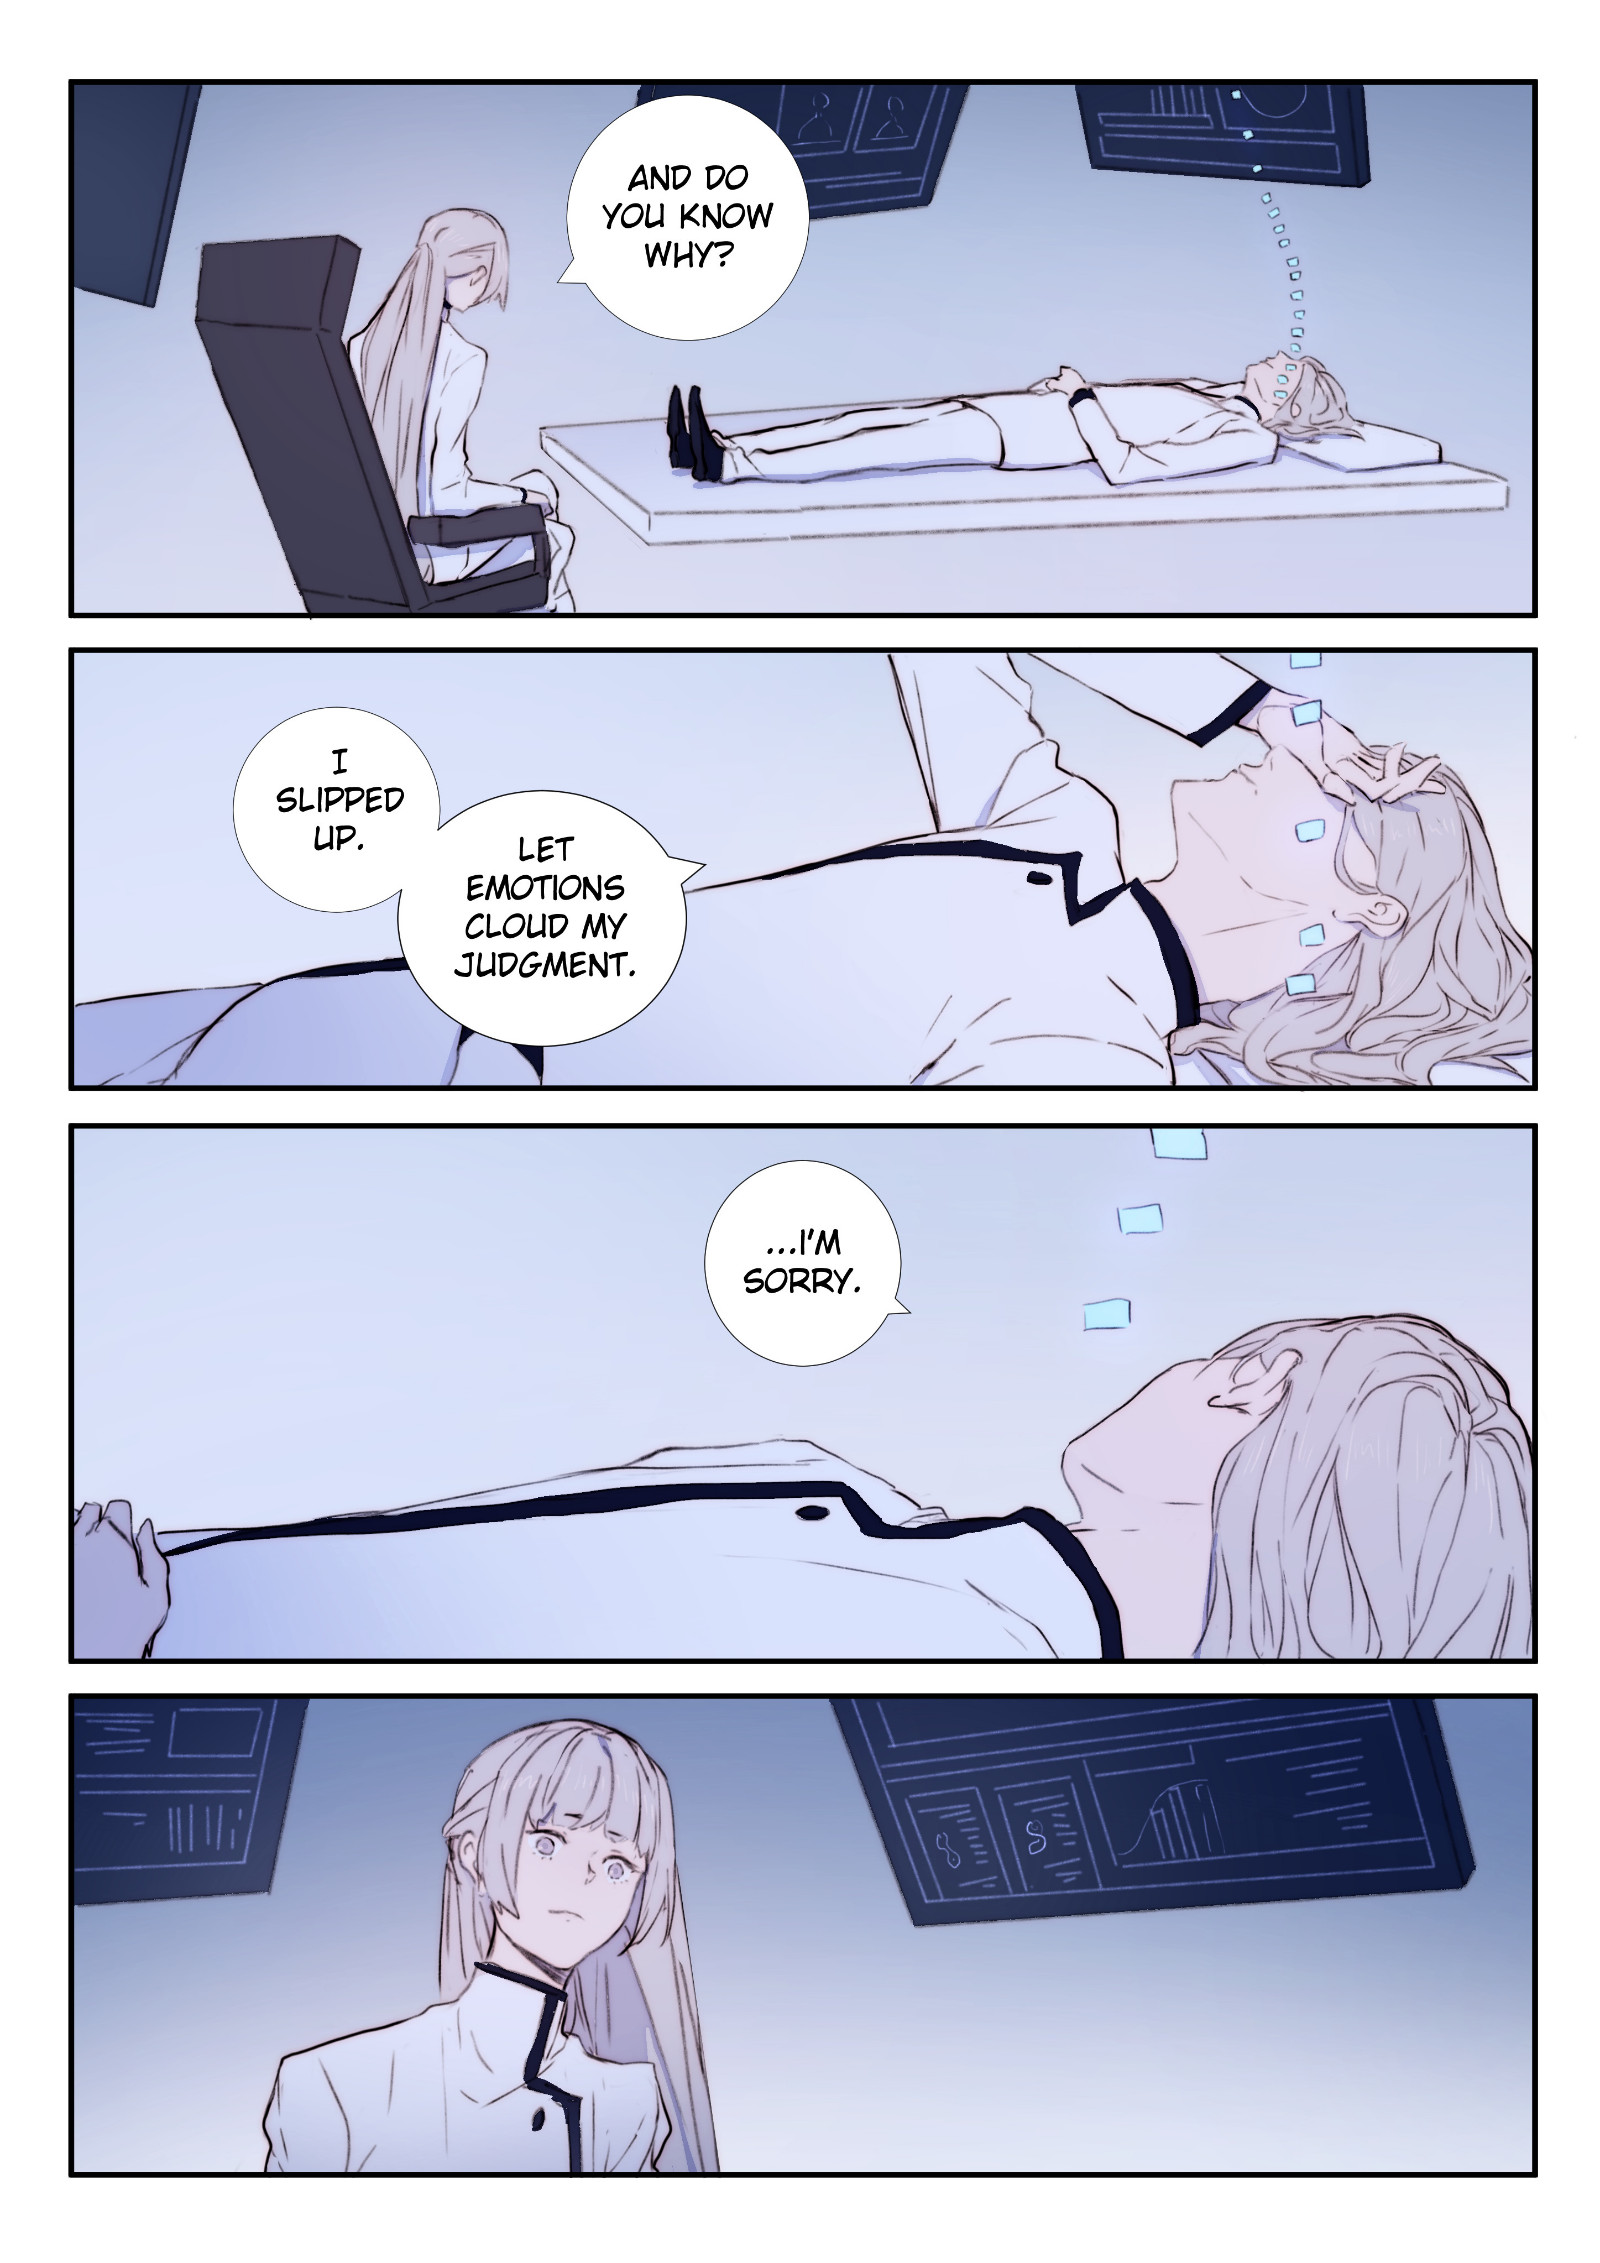 AND DO
YOU KNOW
WHY?
I
SLIPPED
UP.
LET
EMOTIONS
CLOUD MY
JUDGMENT.
...I'M
SORRY.